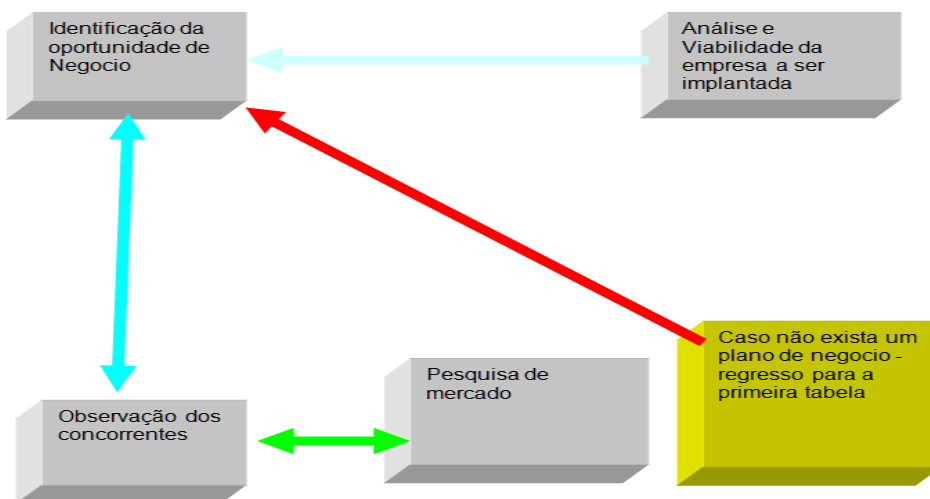 Identificação da
oportunidade de
Negocio
Análise e
Viabilidade da
empresa a ser
implantada
Caso não exista um
plano de negocio -
regresso para a
primeira tabela
Pesquisa de
mercado
Observação dos
concorrentes